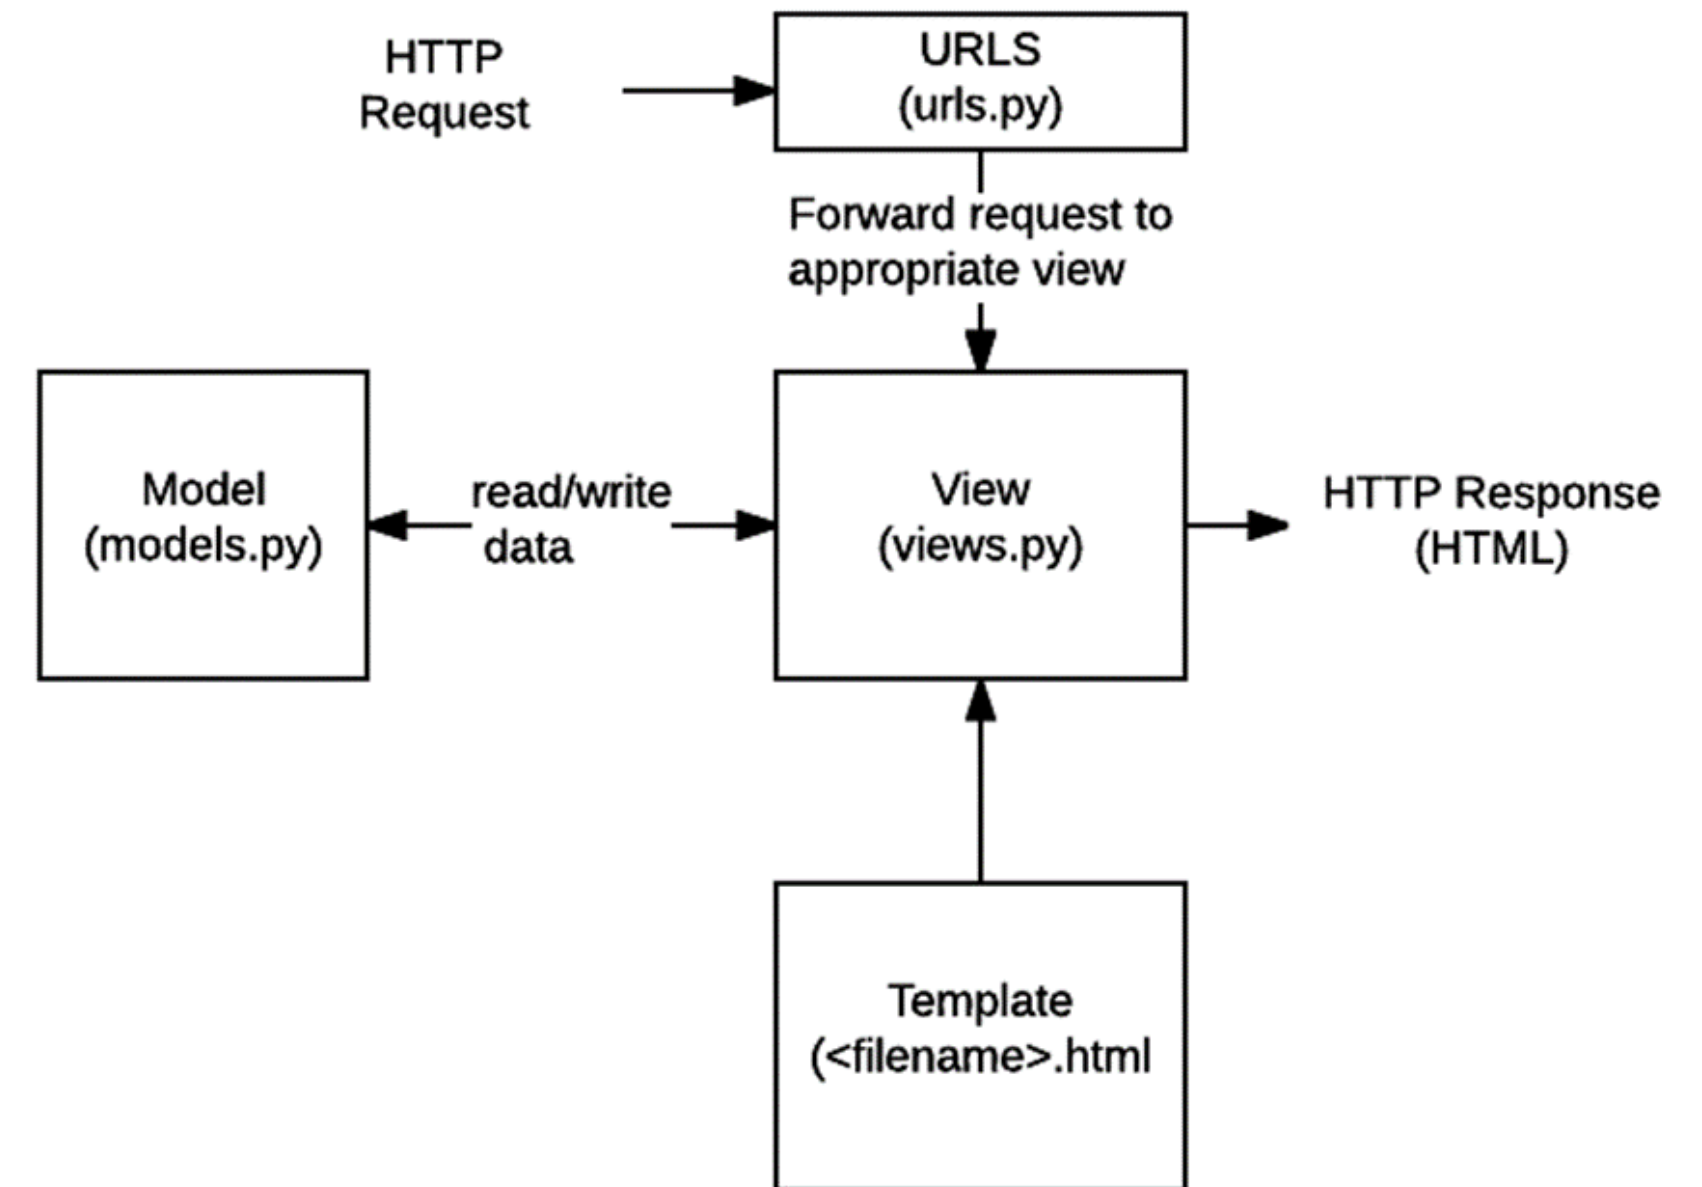 HTTP
Request
URLS
(urls.py)
Forward request to
appropriate view
Model
(models.py)
read/write
data
View
(views.py)
HTTP Response
(HTML)
Template
(<filename>.html